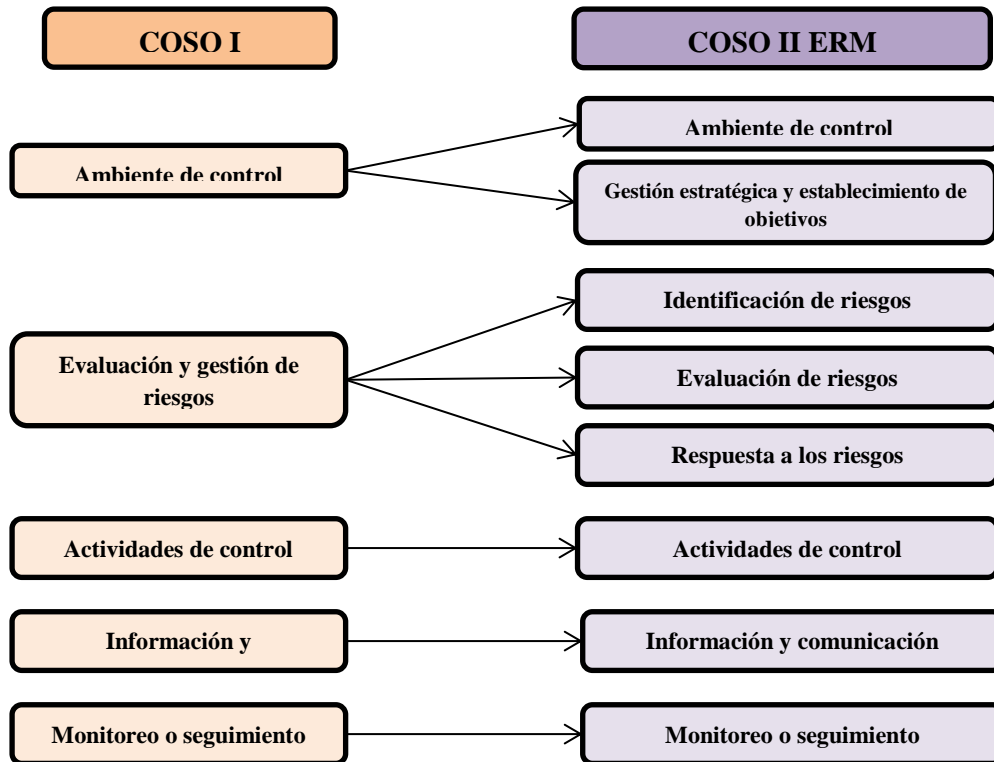 COSO I
COSO II ERM
Ambiente de control
Ambiente de control
Gestión estratégica y establecimiento de
objetivos
Evaluación y gestión de
riesgos
Identificación de riesgos
Evaluación de riesgos
Respuesta a los riesgos
Actividades de control
Actividades de control
Información y
Información y comunicación
Monitoreo o seguimiento
Monitoreo o seguimiento